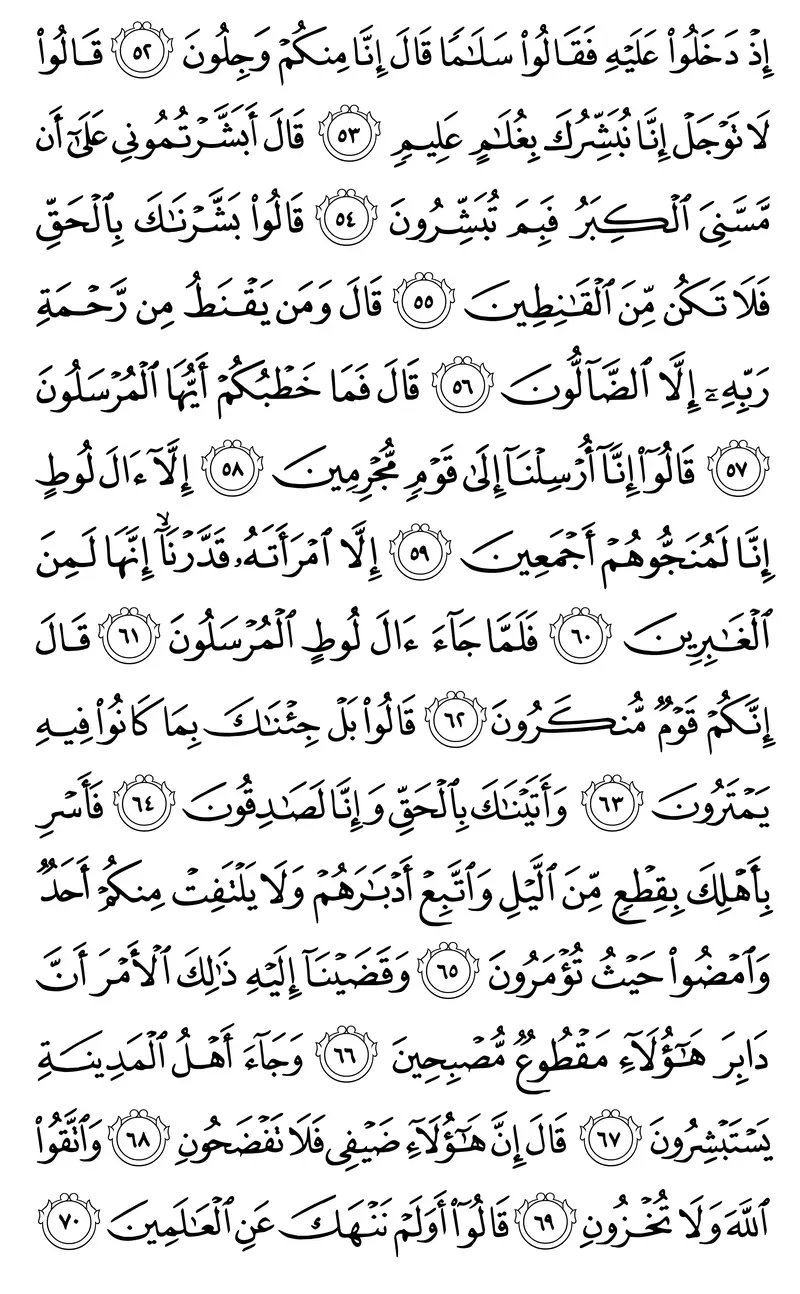 إِذْ دَخَلُوا۟ عَلَيْهِ فَقَالُوا۟ سَلَـٰمًا قَالَ إِنَّا مِنكُمْ وَجِلُونَ ٥٢ قَالُوا۟
لَا تَوْجَلْ إِنَّا نُبَشِّرُكَ بِغُلَـٰمٍ عَلِيمٍ ٥٣ قَالَ أَبَشَّرْتُمُونِى عَلَىٰٓ أَن
مَّسَّنِىَ ٱلْكِبَرُ فَبِمَ تُبَشِّرُونَ ٥٤ قَالُوا۟ بَشَّرْنَـٰكَ بِٱلْحَقِّ
فَلَا تَكُن مِّنَ ٱلْقَـٰنِطِينَ ٥٥ قَالَ وَمَن يَقْنَطُ مِن رَّحْمَةِ
رَبِّهِۦٓ إِلَّا ٱلضَّآلُّونَ ٥٦ قَالَ فَمَا خَطْبُكُمْ أَيُّهَا ٱلْمُرْسَلُونَ
٥٧ قَالُوٓا۟ إِنَّآ أُرْسِلْنَآ إِلَىٰ قَوْمٍ مُّجْرِمِينَ ٥٨ إِلَّآ ءَالَ لُوطٍ
إِنَّا لَمُنَجُّوهُمْ أَجْمَعِينَ ٥٩ إِلَّا ٱمْرَأَتَهُۥ قَدَّرْنَآ ۙ إِنَّهَا لَمِنَ
ٱلْغَـٰبِرِينَ ٦٠ فَلَمَّا جَآءَ ءَالَ لُوطٍ ٱلْمُرْسَلُونَ ٦١ قَالَ
إِنَّكُمْ قَوْمٌ مُّنكَرُونَ ٦٢ قَالُوا۟ بَلْ جِئْنَـٰكَ بِمَا كَانُوا۟ فِيهِ
يَمْتَرُونَ ٦٣ وَأَتَيْنَـٰكَ بِٱلْحَقِّ وَإِنَّا لَصَـٰدِقُونَ ٦٤ فَأَسْرِ
بِأَهْلِكَ بِقِطْعٍ مِّنَ ٱلَّيْلِ وَٱتَّبِعْ أَدْبَـٰرَهُمْ وَلَا يَلْتَفِتْ مِنكُمْ أَحَدٌ
وَٱمْضُوا۟ حَيْثُ تُؤْمَرُونَ ٦٥ وَقَضَيْنَآ إِلَيْهِ ذَٰلِكَ ٱلْأَمْرَ أَنَّ
دَابِرَ هَـٰٓؤُلَآءِ مَقْطُوعٌ مُّصْبِحِينَ ٦٦ وَجَآءَ أَهْلُ ٱلْمَدِينَةِ
يَسْتَبْشِرُونَ ٦٧ قَالَ إِنَّ هَـٰٓؤُلَآءِ ضَيْفِى فَلَا تَفْضَحُونِ ٦٨ وَٱتَّقُوا۟
ٱللَّهَ وَلَا تُخْزُونِ ٦٩ قَالُوٓا۟ أَوَلَمْ نَنْهَكَ عَنِ ٱلْعَـٰلَمِينَ ٧٠